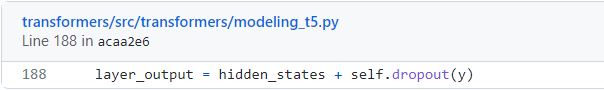 transformers/src/transformers/modeling_t5.py
Line 188 in acaa2e6
188 layer_output = hidden_states + self.dropout(y)